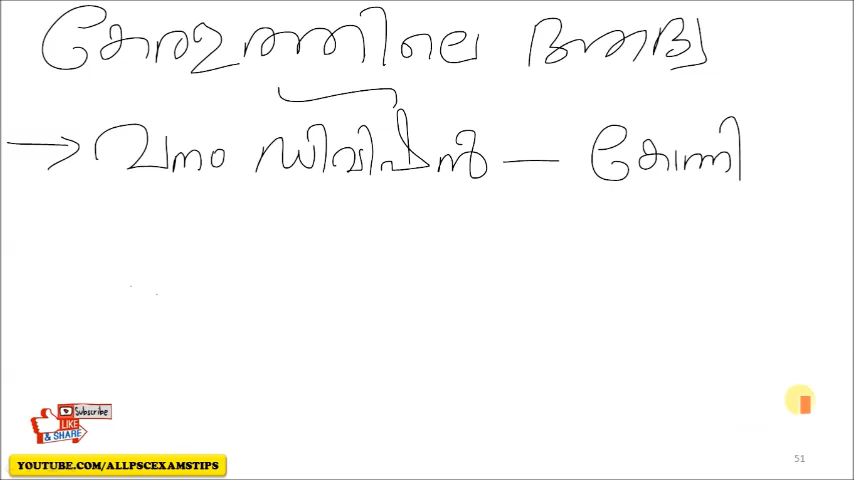 കേരളത്തിലെ ആദ്യ
→ വനം ഡിവിഷൻ — കോന്നി
Subscribe
LIKE
& SHARE
51
YOUTUBE.COM/ALLPSCEXAMSTIPS